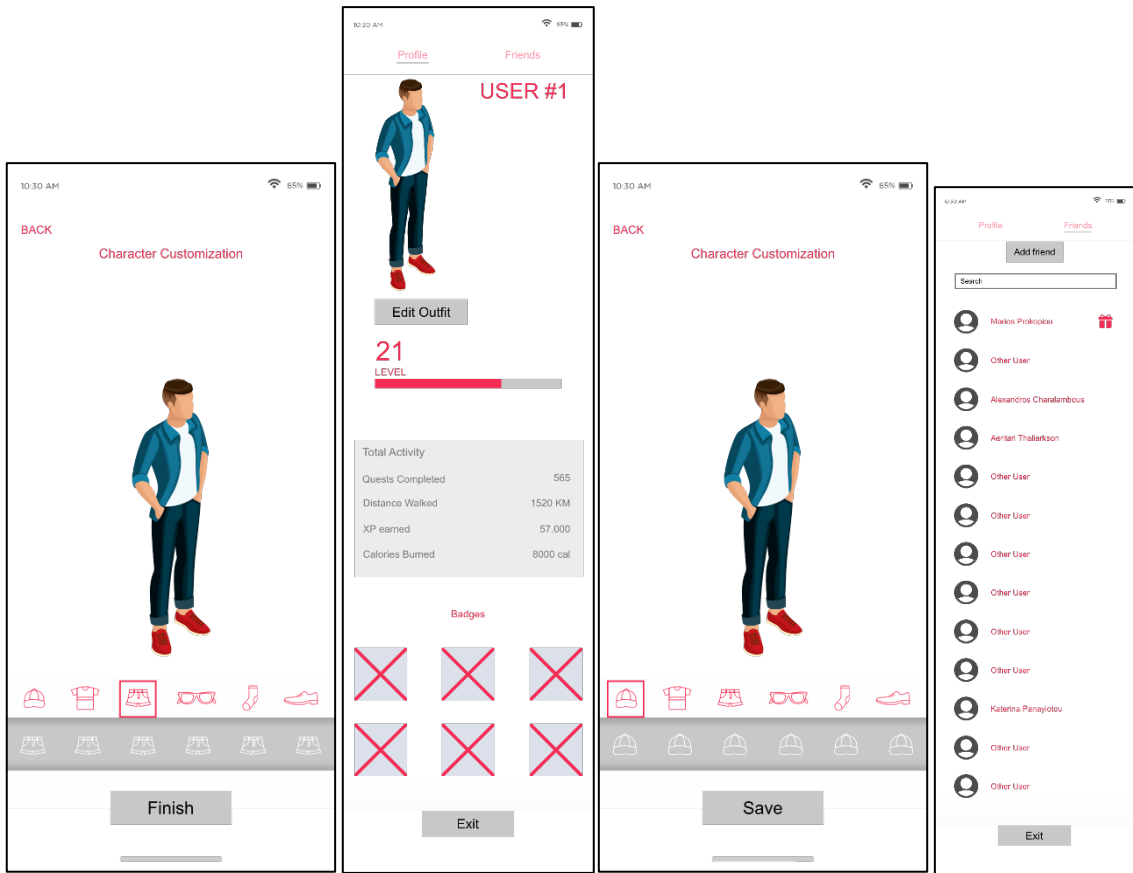 10:30 AM
85%
BACK
Character Customization
Finish
10:30 AM
85%
Profile
Friends
USER #1
Edit Outfit
21
LEVEL
Total Activity
Quests Completed 565
Distance Walked 1520 KM
XP earned 57.000
Calories Burned 8000 cal
Badges
Exit
10:30 AM
85%
BACK
Character Customization
Save
Profile
Friends
Add friend
Search
Marios Prokopiou
Other User
Alexandros Charalambous
Aeritari Thaliarkson
Other User
Other User
Other User
Other User
Other User
Other User
Katerina Panayiotou
Other User
Other User
Exit